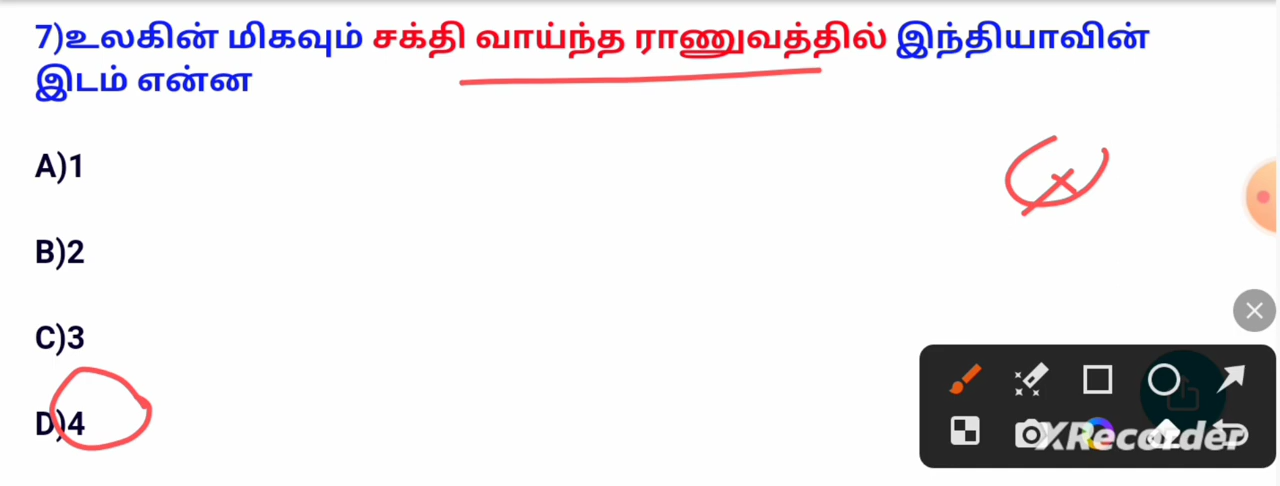 7)உலகின் மிகவும் சக்தி வாய்ந்த ராணுவத்தில் இந்தியாவின்
இடம் என்ன
A)1
B)2
C)3
D)4
XRecorder